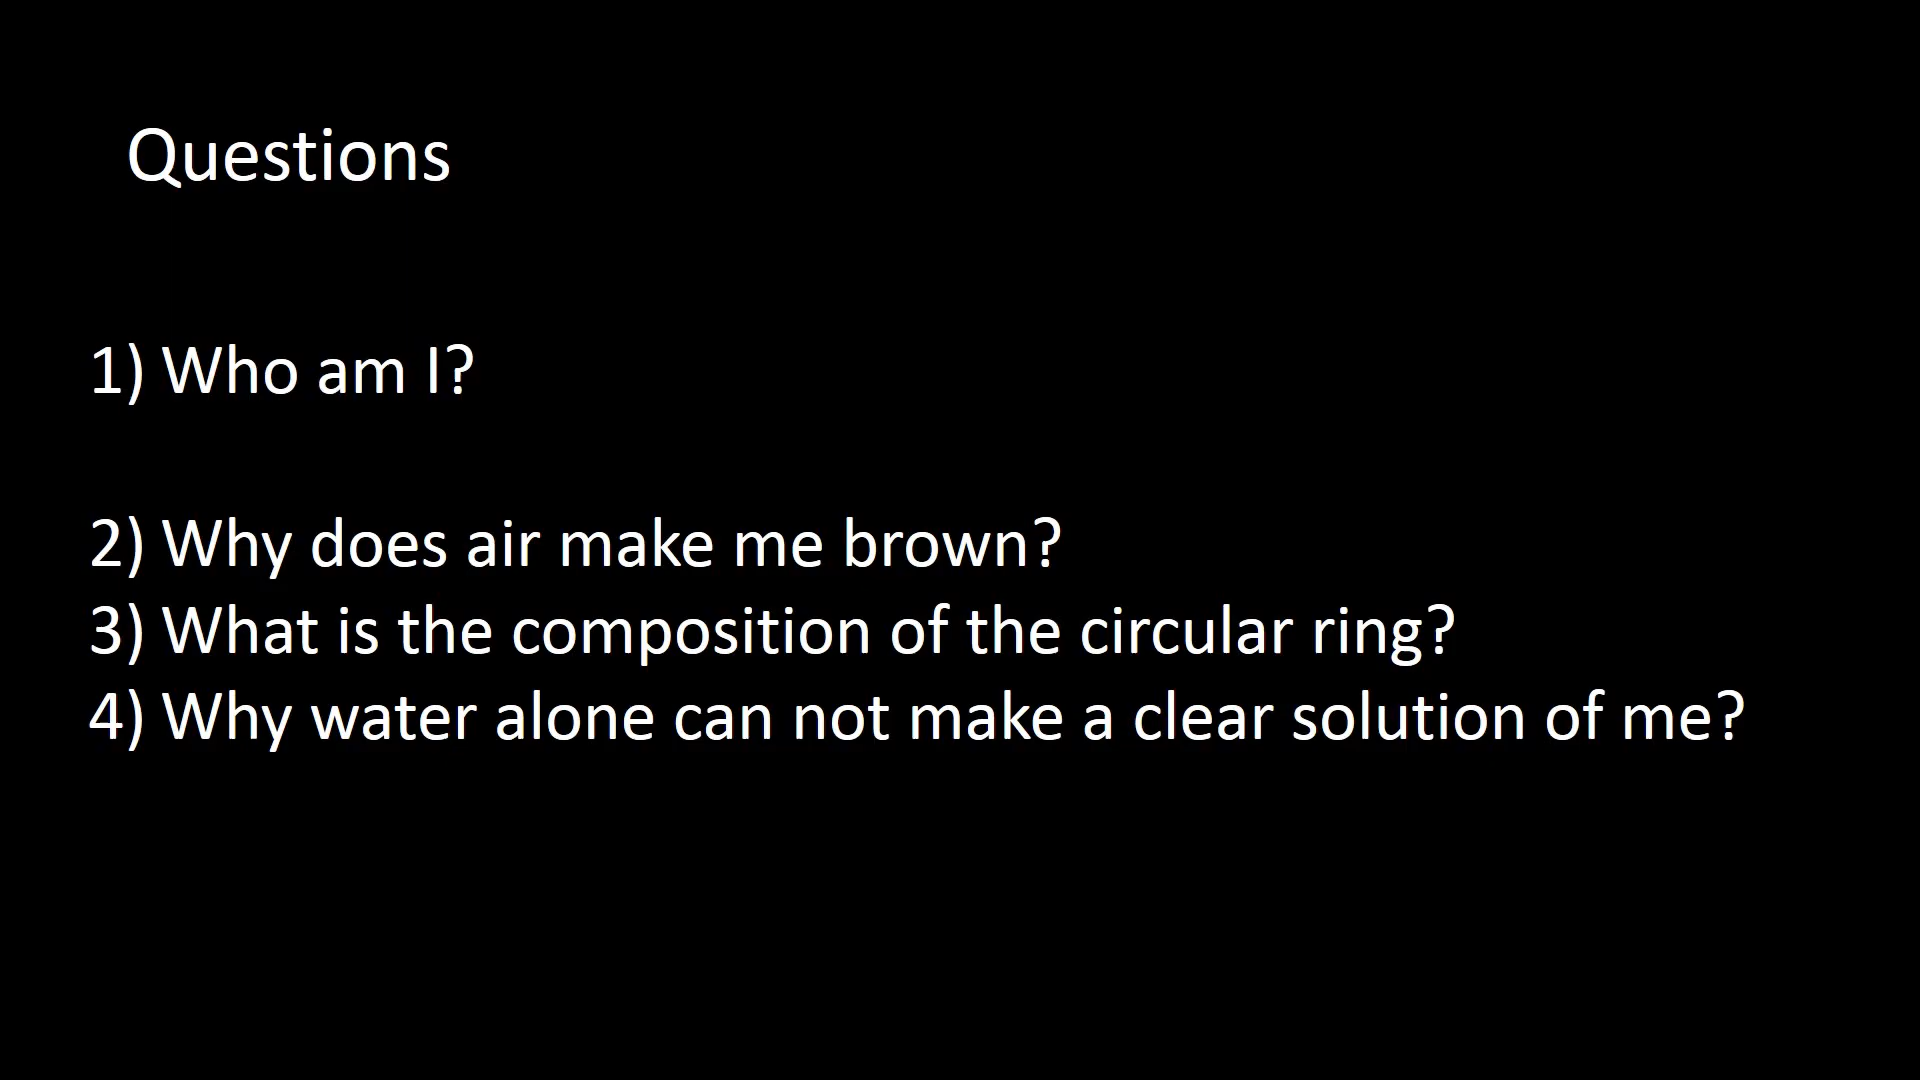 Questions
1) Who am I?
2) Why does air make me brown?
3) What is the composition of the circular ring?
4) Why water alone can not make a clear solution of me?